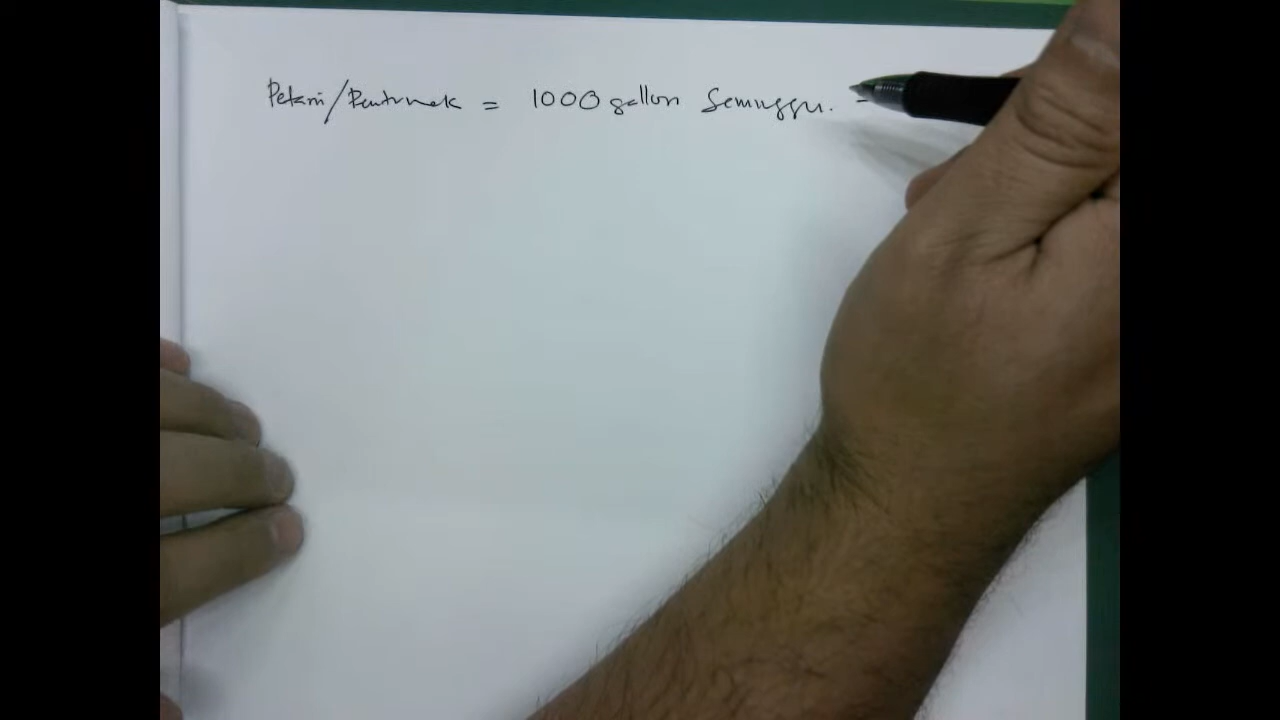 Petani/Penternak = 1000 gallon Seminggu. -